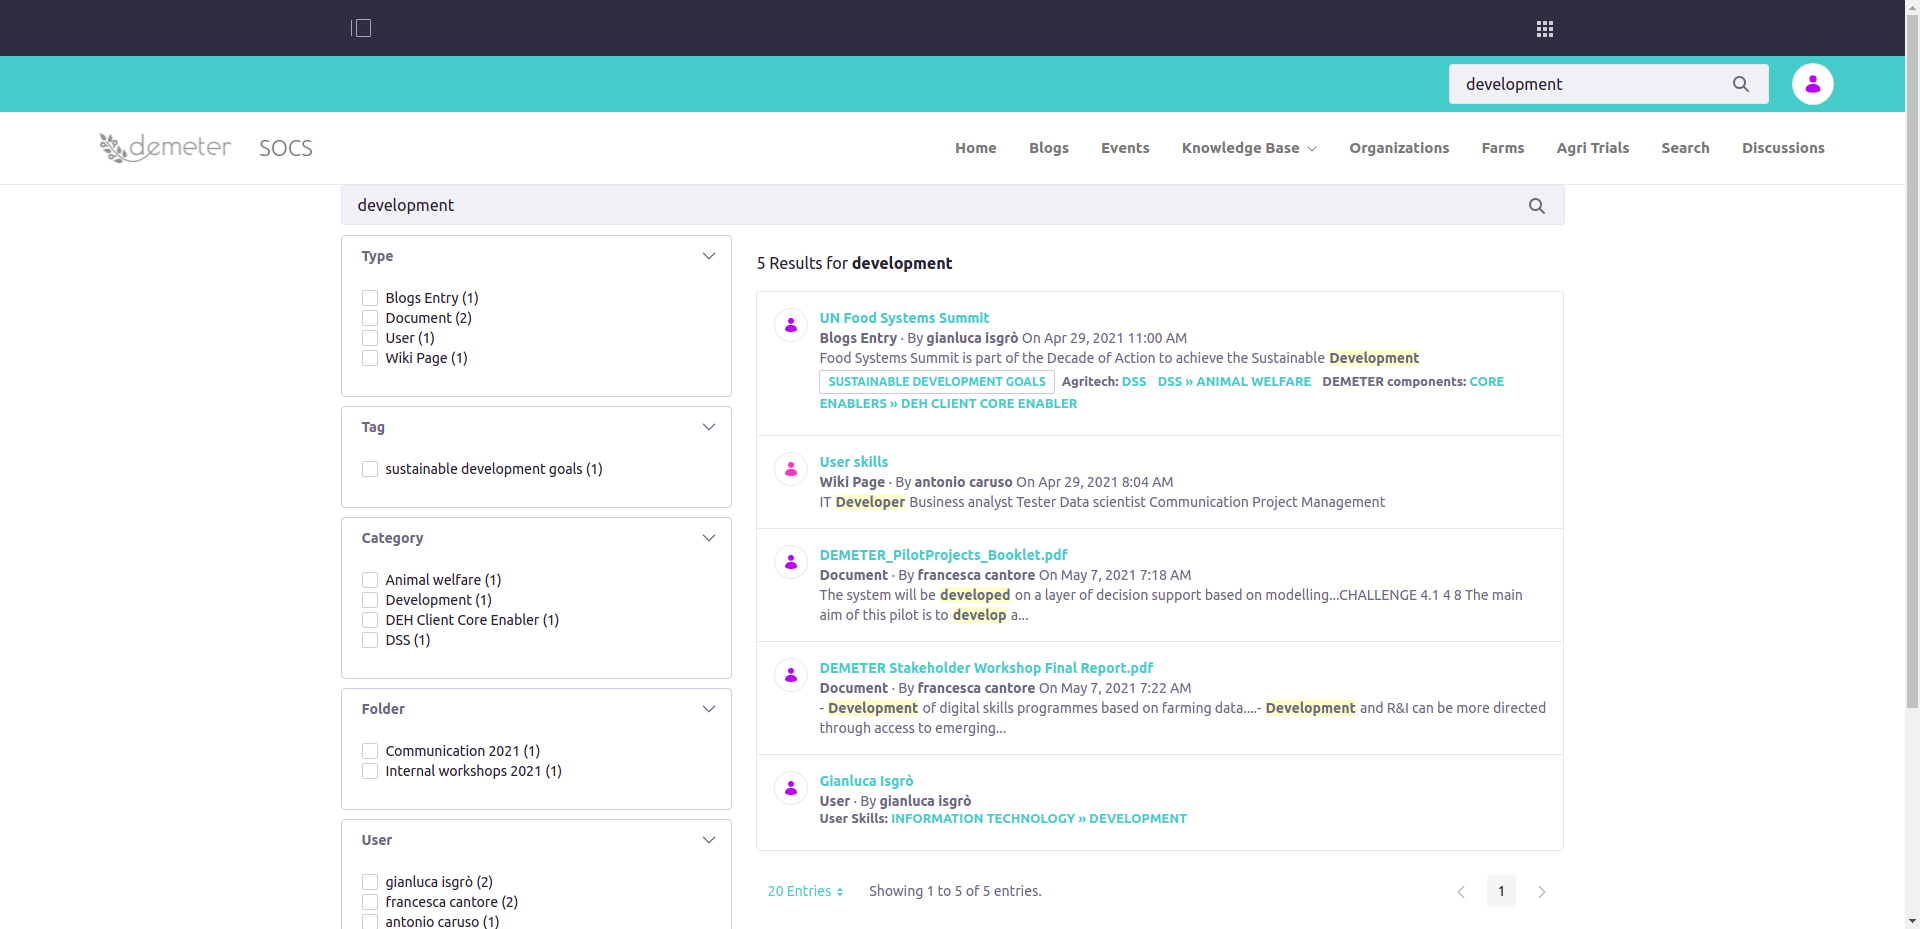 development
demeter SOCS Home Blogs Events Knowledge Base Organizations Farms Agri Trials Search Discussions
development
Type
Blogs Entry (1)
Document (2)
User (1)
Wiki Page (1)
Tag
sustainable development goals (1)
Category
Animal welfare (1)
Development (1)
DEH Client Core Enabler (1)
DSS (1)
Folder
Communication 2021 (1)
Internal workshops 2021 (1)
User
gianluca isgrò (2)
francesca cantore (2)
antonio caruso (1)
5 Results for development
UN Food Systems Summit
Blogs Entry · By gianluca isgrò On Apr 29, 2021 11:00 AM
Food Systems Summit is part of the Decade of Action to achieve the Sustainable Development
SUSTAINABLE DEVELOPMENT GOALS Agritech: DSS DSS » ANIMAL WELFARE DEMETER components: CORE
ENABLERS » DEH CLIENT CORE ENABLER
User skills
Wiki Page · By antonio caruso On Apr 29, 2021 8:04 AM
IT Developer Business analyst Tester Data scientist Communication Project Management
DEMETER_PilotProjects_Booklet.pdf
Document · By francesca cantore On May 7, 2021 7:18 AM
The system will be developed on a layer of decision support based on modelling...CHALLENGE 4.1 4 8 The main
aim of this pilot is to develop a...
DEMETER Stakeholder Workshop Final Report.pdf
Document · By francesca cantore On May 7, 2021 7:22 AM
- Development of digital skills programmes based on farming data....- Development and R&I can be more directed
through access to emerging...
Gianluca Isgrò
User · By gianluca isgrò
User Skills: INFORMATION TECHNOLOGY » DEVELOPMENT
20 Entries Showing 1 to 5 of 5 entries. 1